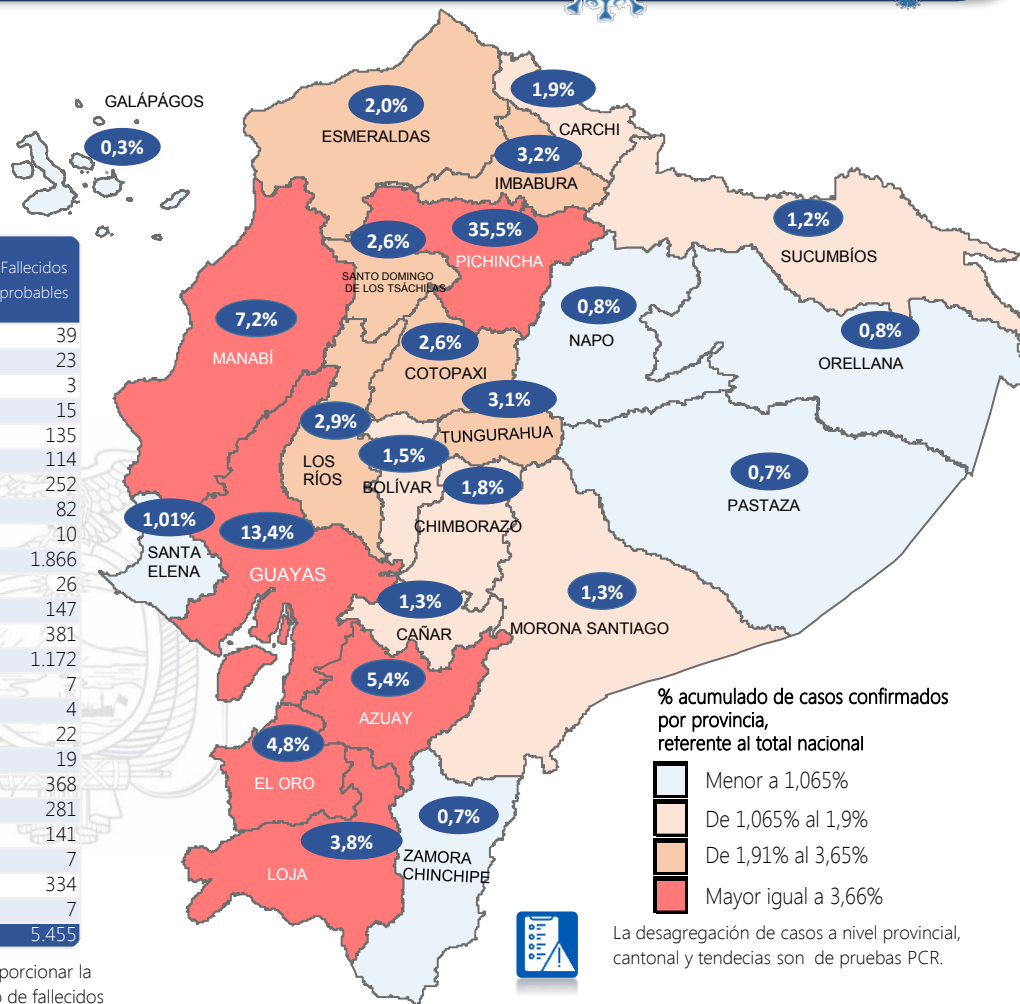 GALÁPÁGOS
0,3%
2,0%
ESMERALDAS
1,9%
CARCHI
3,2%
IMBABURA
1,2%
SUCUMBÍOS
35,5%
PICHINCHA
2,6%
SANTO DOMINGO
DE LOS TSÁCHILAS
7,2%
MANABÍ
0,8%
NAPO
0,8%
ORELLANA
2,6%
COTOPAXI
3,1%
TUNGURAHUA
2,9%
LOS
RÍOS
1,5%
BOLÍVAR
1,8%
CHIMBORAZO
0,7%
PASTAZA
1,01%
SANTA
ELENA
13,4%
GUAYAS
1,3%
CAÑAR
1,3%
MORONA SANTIAGO
5,4%
AZUAY
4,8%
EL ORO
3,8%
LOJA
0,7%
ZAMORA
CHINCHIPE
Fallecidos
probables
39
23
3
15
135
114
252
82
10
1.866
26
147
381
1.172
7
4
22
19
368
281
141
7
334
7
5.455
porcionar la
de fallecidos
% acumulado de casos confirmados
por provincia,
referente al total nacional
Menor a 1,065%
De 1,065% al 1,9%
De 1,91% al 3,65%
Mayor igual a 3,66%
La desagregación de casos a nivel provincial,
cantonal y tendecias son de pruebas PCR.